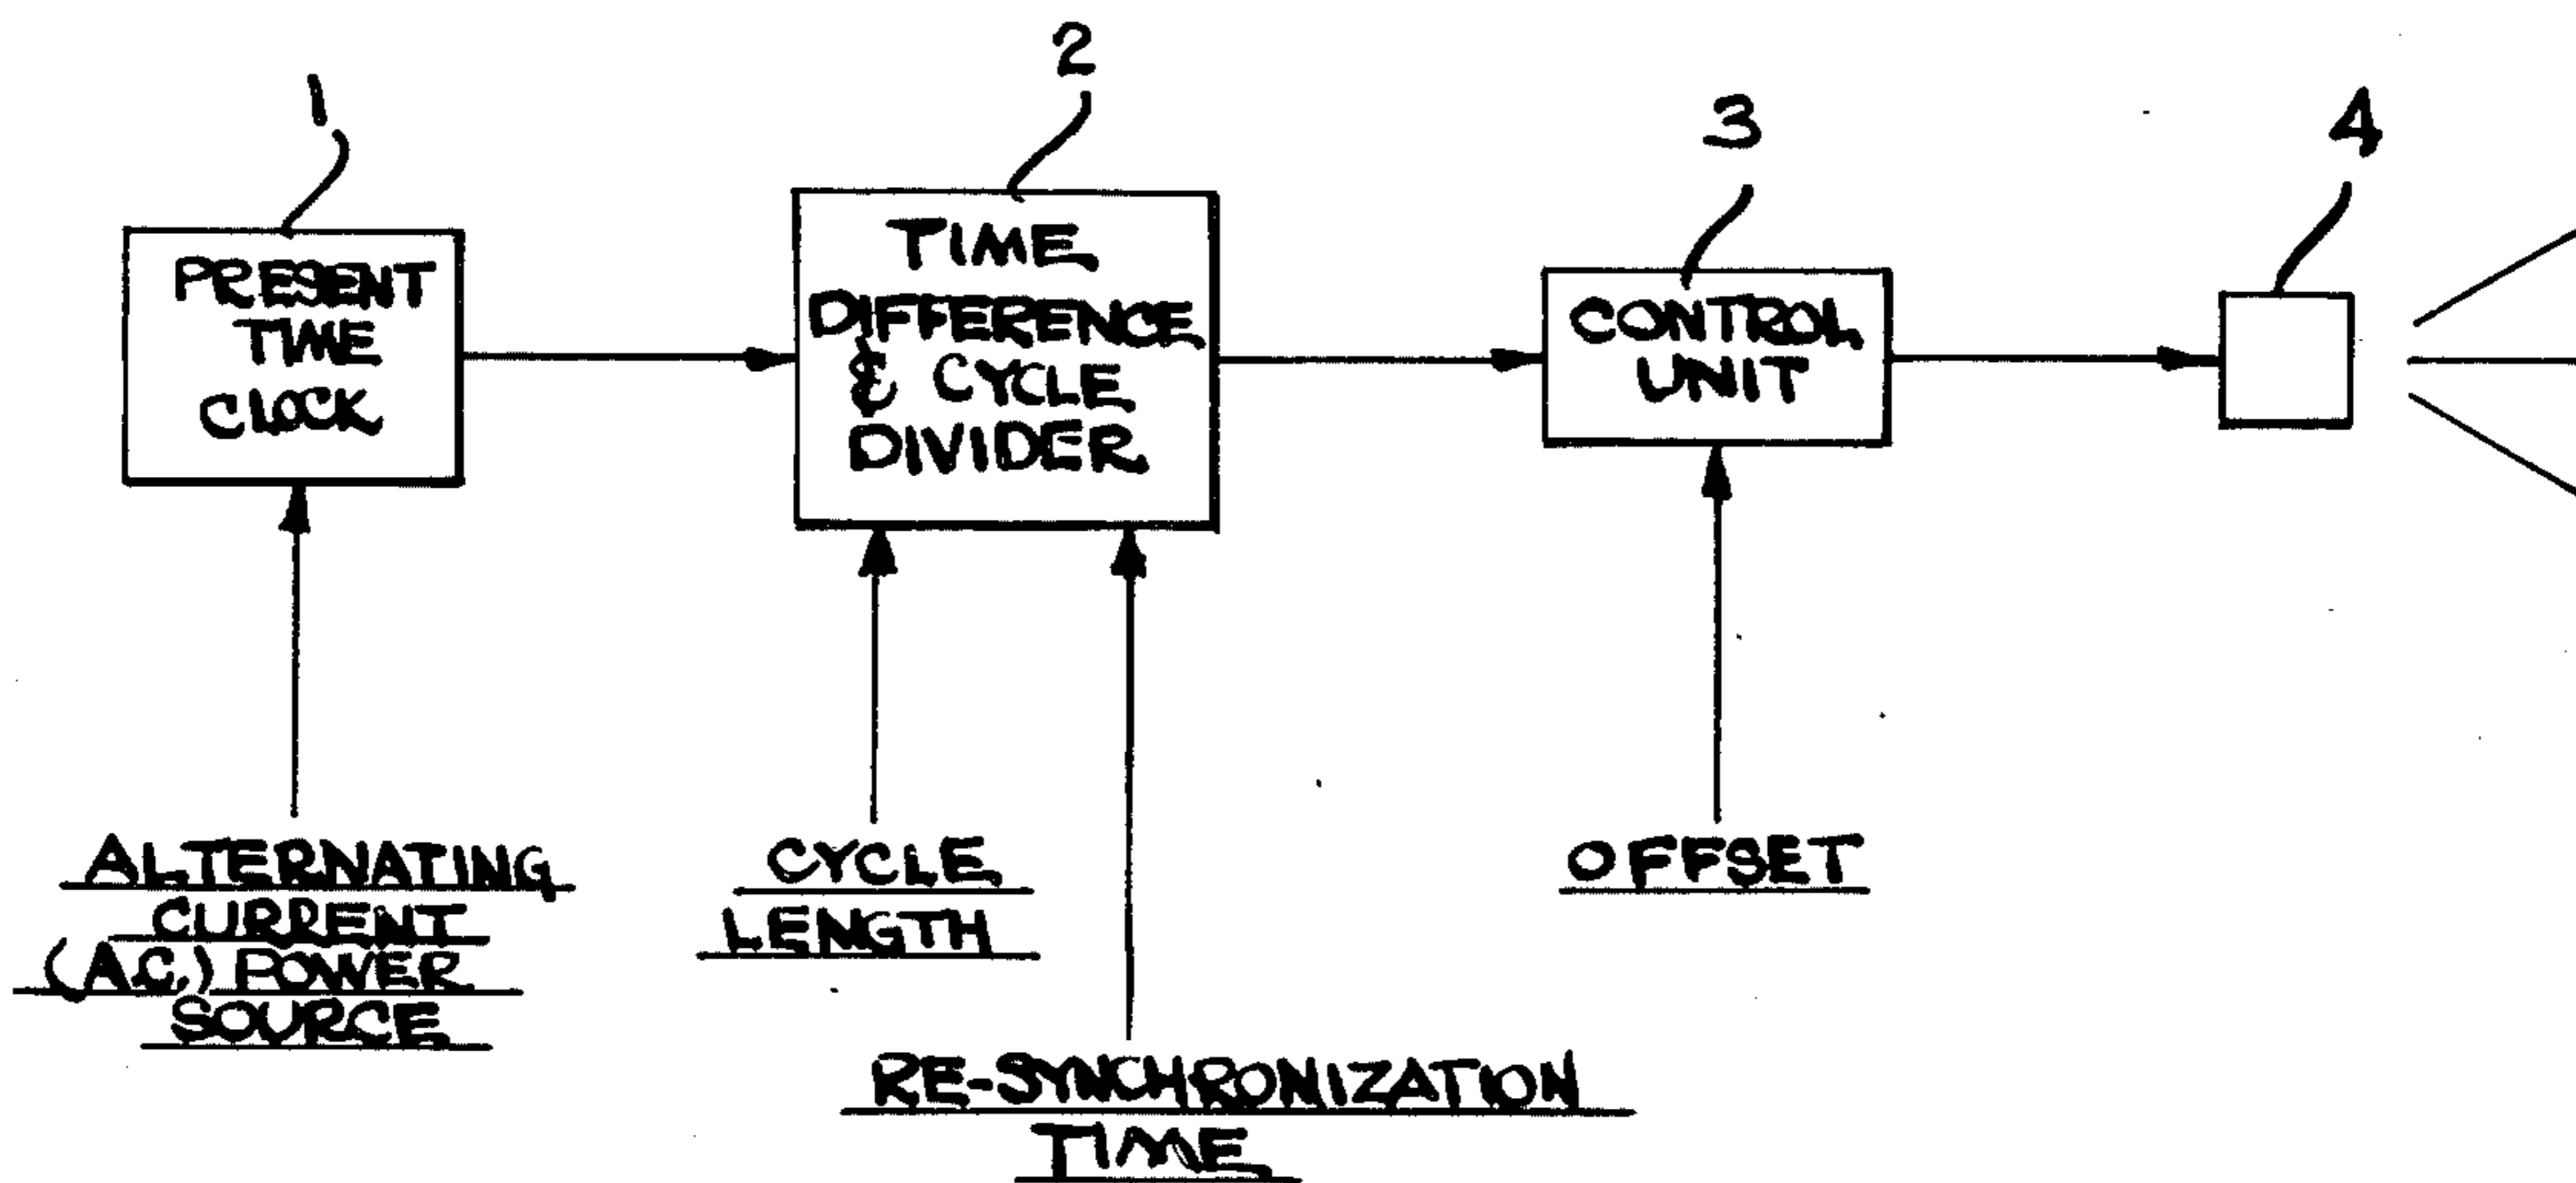 1
2
3
4
PRESENT
TIME
CLOCK
TIME
DIFFERENCE
& CYCLE
DIVIDER
CONTROL
UNIT
ALTERNATING
CURRENT
(A.C.) POWER
SOURCE
CYCLE
LENGTH
OFFSET
RE-SYNCHRONIZATION
TIME